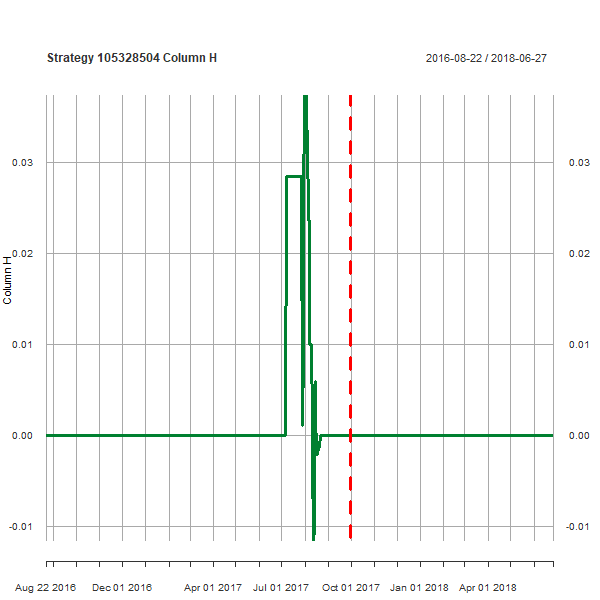 Strategy 105328504 Column H
2016-08-22 / 2018-06-27
0.03
0.03
0.02
0.02
Column H
0.01
0.01
0.00
0.00
-0.01
-0.01
Aug 22 2016
Dec 01 2016
Apr 01 2017
Jul 01 2017
Oct 01 2017
Jan 01 2018
Apr 01 2018